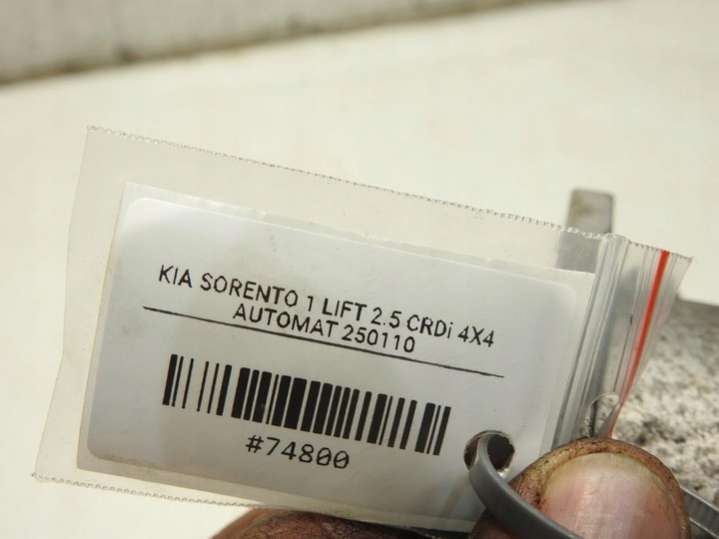 KIA SORENTO 1 LIFT 2.5 CRDi 4X4
AUTOMAT 250110
#74800